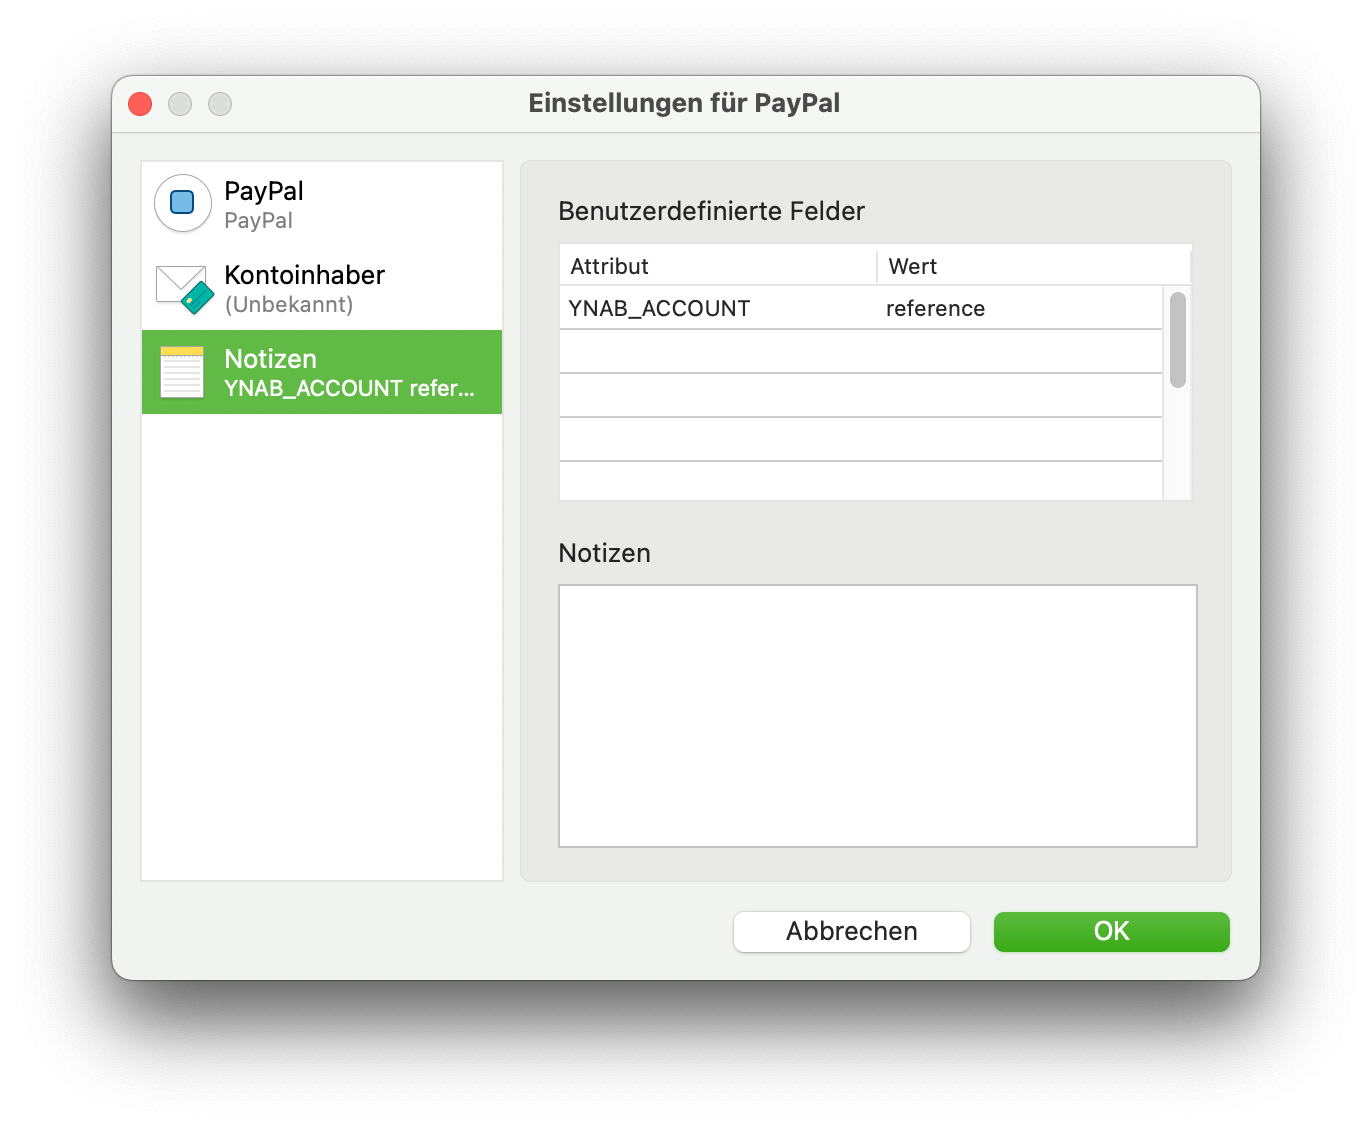 Einstellungen für PayPal
PayPal
PayPal
Kontoinhaber
(Unbekannt)
Notizen
YNAB_ACCOUNT refer...
Benutzerdefinierte Felder
Attribut Wert
YNAB_ACCOUNT reference
Notizen
Abbrechen OK